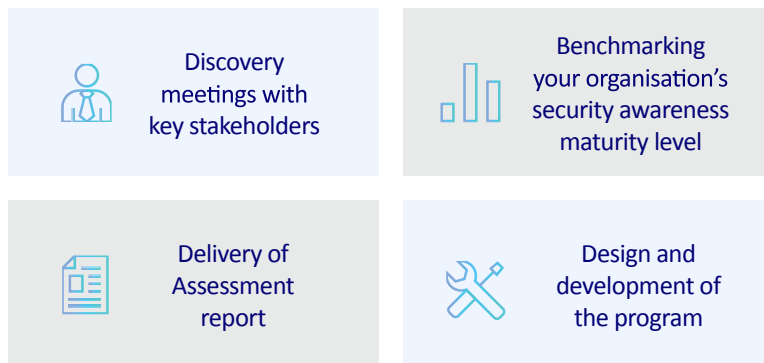 Discovery
meetings with
key stakeholders
Benchmarking
your organisation's
security awareness
maturity level
Delivery of
Assessment
report
Design and
development of
the program